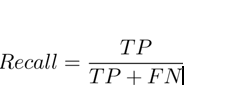 Recall = TP / TP + FN